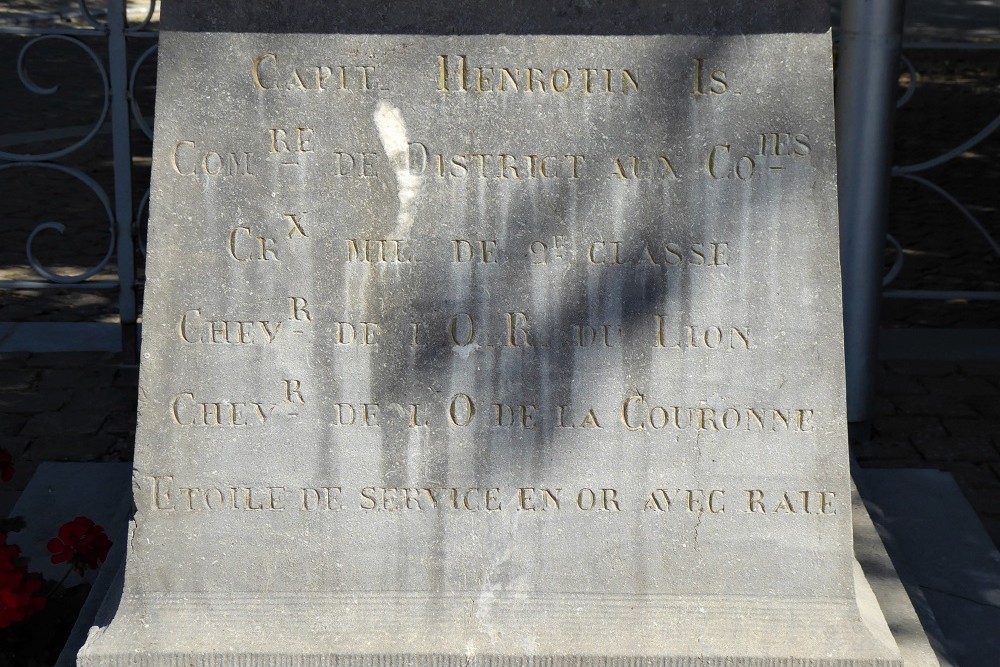 CAPIT. HENROTIN IS.
COMRE DE DISTRICT AUX COIES
CRX MIL. DE 2E CLASSE
CHEVR DE L'O.R. DU LION
CHEVR DE L'O DE LA COURONNE
ETOILE DE SERVICE EN OR AVEC RAIE